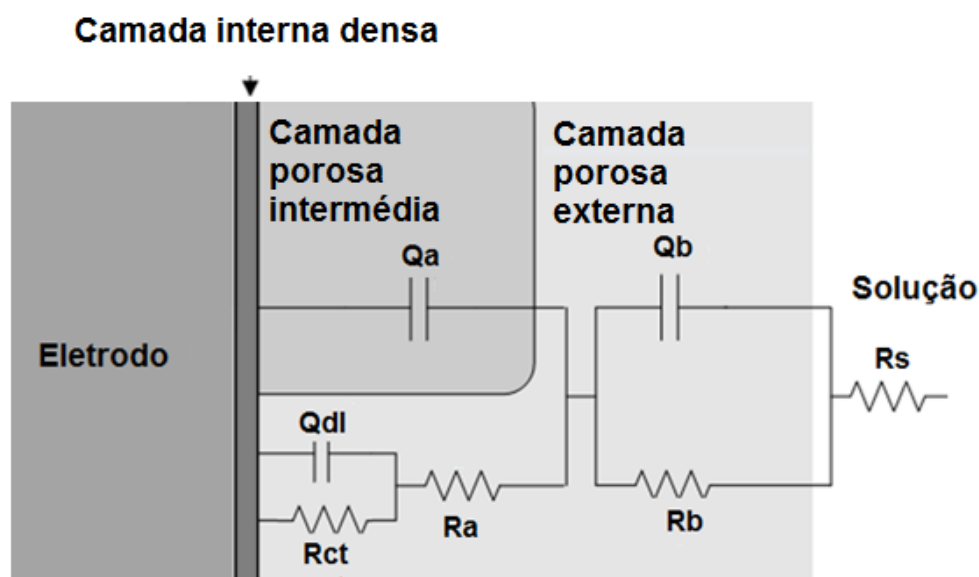 Camada interna densa
Camada
porosa
intermédia
Camada
porosa
externa
Qa
Qb
Solução
Eletrodo
Rs
Qdl
Ra
Rb
Rct